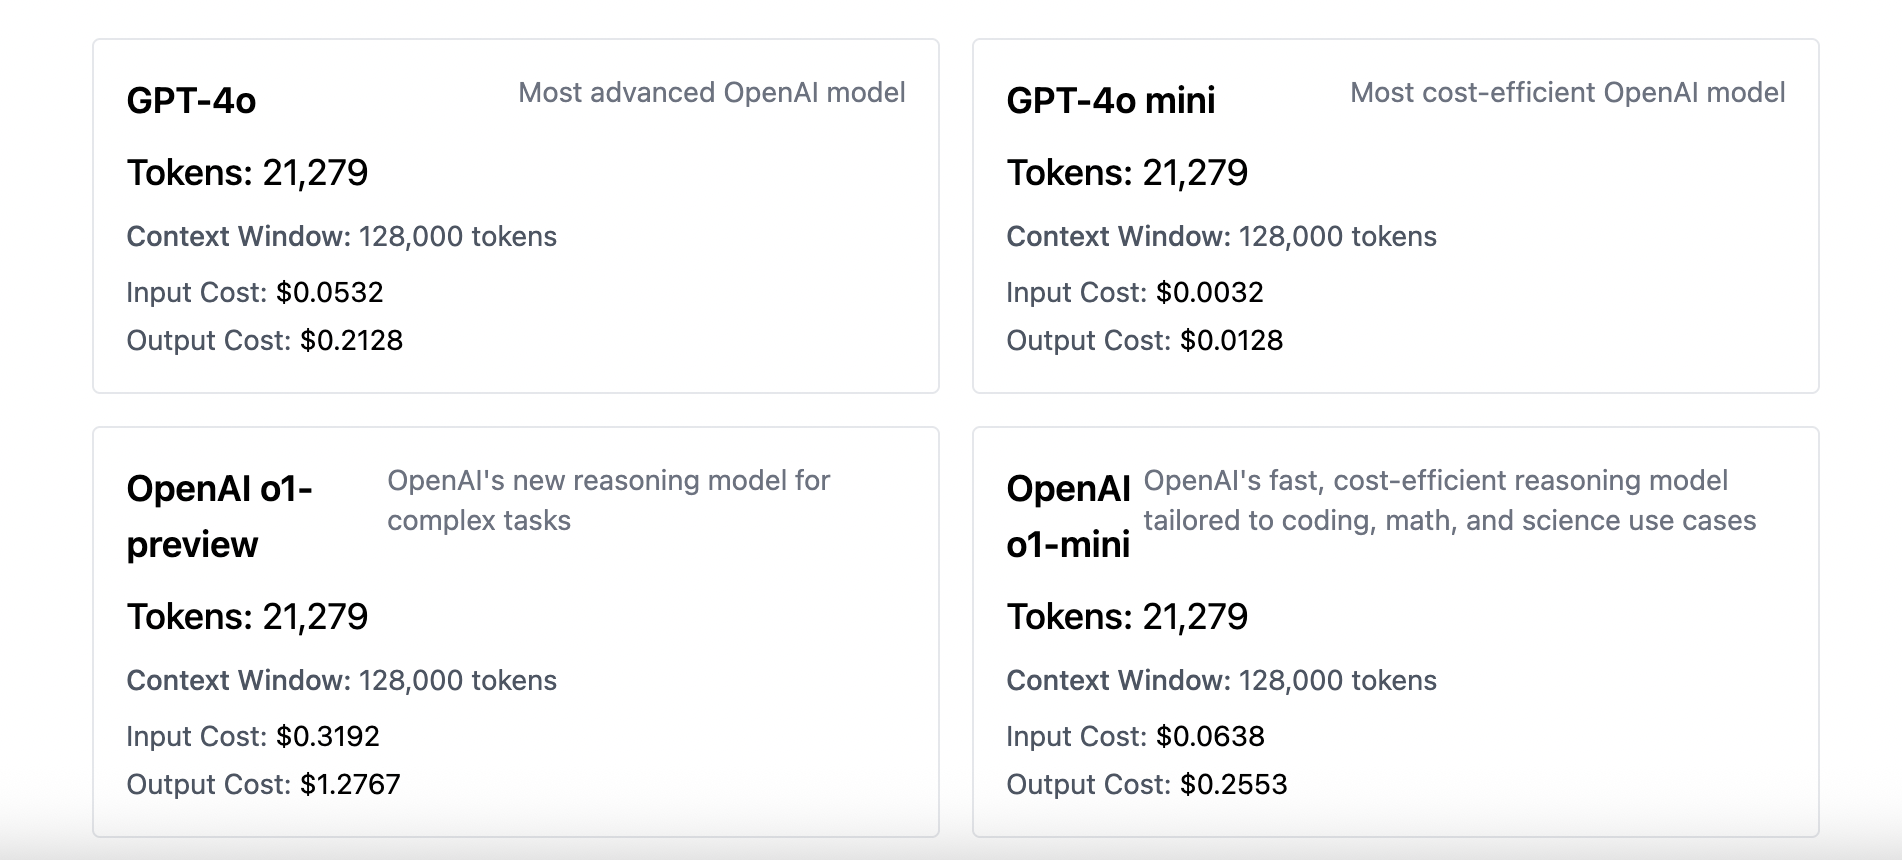 GPT-4o
Most advanced OpenAI model
Tokens: 21,279
Context Window: 128,000 tokens
Input Cost: $0.0532
Output Cost: $0.2128
GPT-4o mini
Most cost-efficient OpenAI model
Tokens: 21,279
Context Window: 128,000 tokens
Input Cost: $0.0032
Output Cost: $0.0128
OpenAI o1-
preview
OpenAI's new reasoning model for
complex tasks
Tokens: 21,279
Context Window: 128,000 tokens
Input Cost: $0.3192
Output Cost: $1.2767
OpenAI
o1-mini
OpenAI's fast, cost-efficient reasoning model
tailored to coding, math, and science use cases
Tokens: 21,279
Context Window: 128,000 tokens
Input Cost: $0.0638
Output Cost: $0.2553